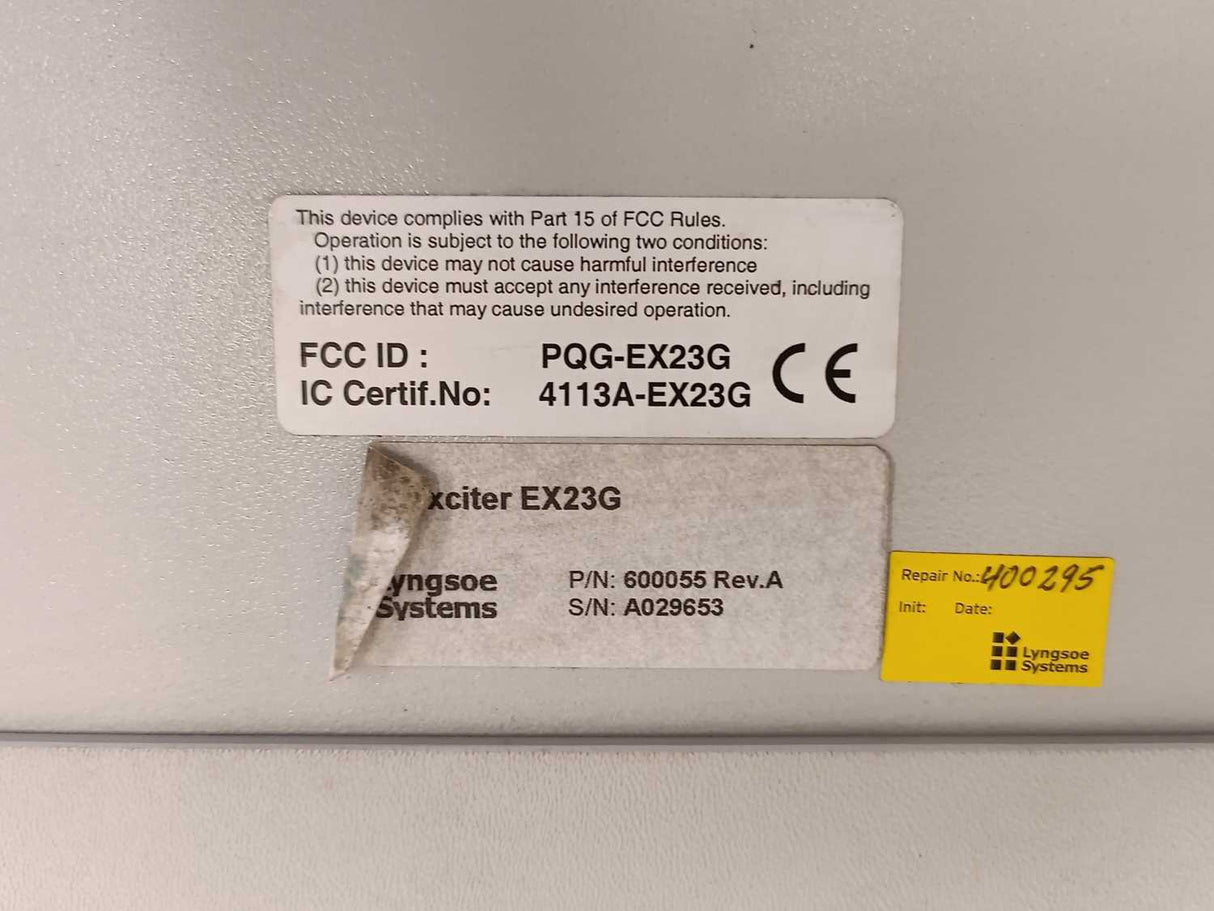 This device complies with Part 15 of FCC Rules.
Operation is subject to the following two conditions:
(1) this device may not cause harmful interference
(2) this device must accept any interference received, including
interference that may cause undesired operation.
FCC ID : PQG-EX23G
IC Certif.No: 4113A-EX23G
CE
xciter EX23G
yngsoe P/N: 600055 Rev.A
Systems S/N: A029653
Repair No.: 400295
Init: Date:
Lyngsoe
Systems